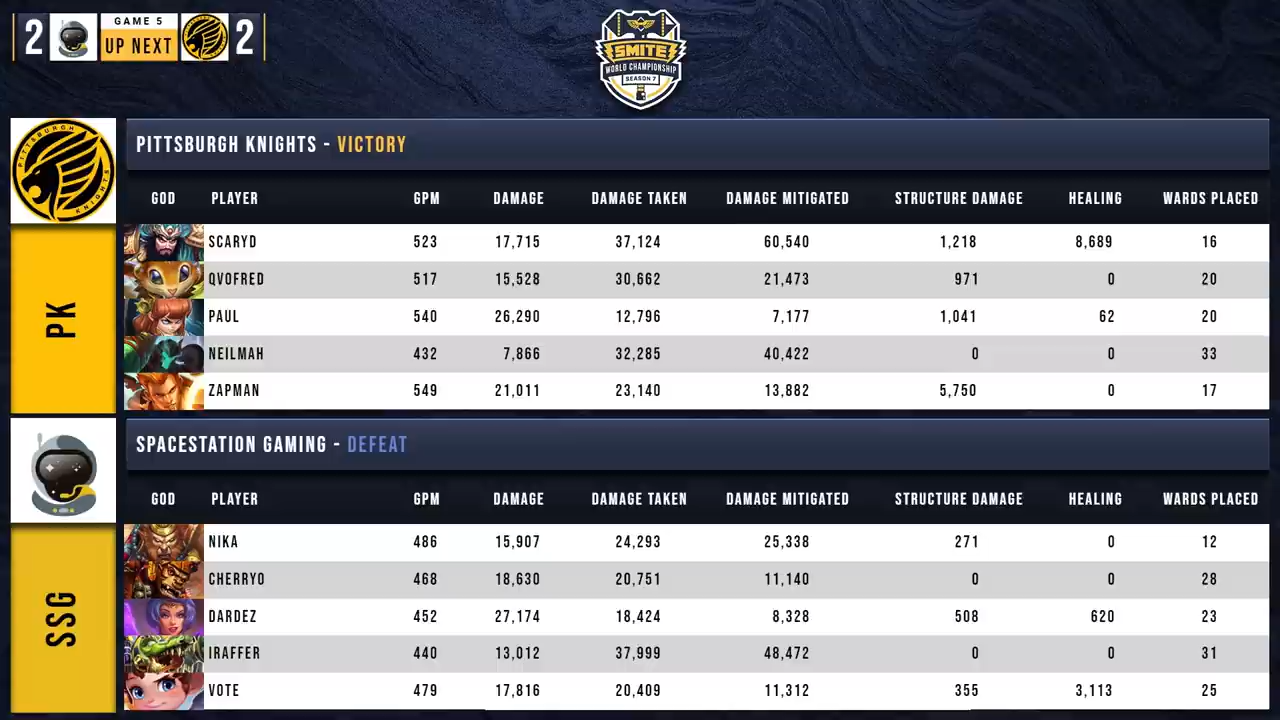 2 GAME 5 UP NEXT 2
SMITE
WORLD CHAMPIONSHIP
SEASON 7
PITTSBURGH KNIGHTS
PITTSBURGH KNIGHTS - VICTORY
GOD PLAYER GPM DAMAGE DAMAGE TAKEN DAMAGE MITIGATED STRUCTURE DAMAGE HEALING WARDS PLACED
PK
SCARYD 523 17,715 37,124 60,540 1,218 8,689 16
QVOFRED 517 15,528 30,662 21,473 971 0 20
PAUL 540 26,290 12,796 7,177 1,041 62 20
NEILMAH 432 7,866 32,285 40,422 0 0 33
ZAPMAN 549 21,011 23,140 13,882 5,750 0 17
SPACESTATION GAMING - DEFEAT
GOD PLAYER GPM DAMAGE DAMAGE TAKEN DAMAGE MITIGATED STRUCTURE DAMAGE HEALING WARDS PLACED
SSG
NIKA 486 15,907 24,293 25,338 271 0 12
CHERRYO 468 18,630 20,751 11,140 0 0 28
DARDEZ 452 27,174 18,424 8,328 508 620 23
IRAFFER 440 13,012 37,999 48,472 0 0 31
VOTE 479 17,816 20,409 11,312 355 3,113 25